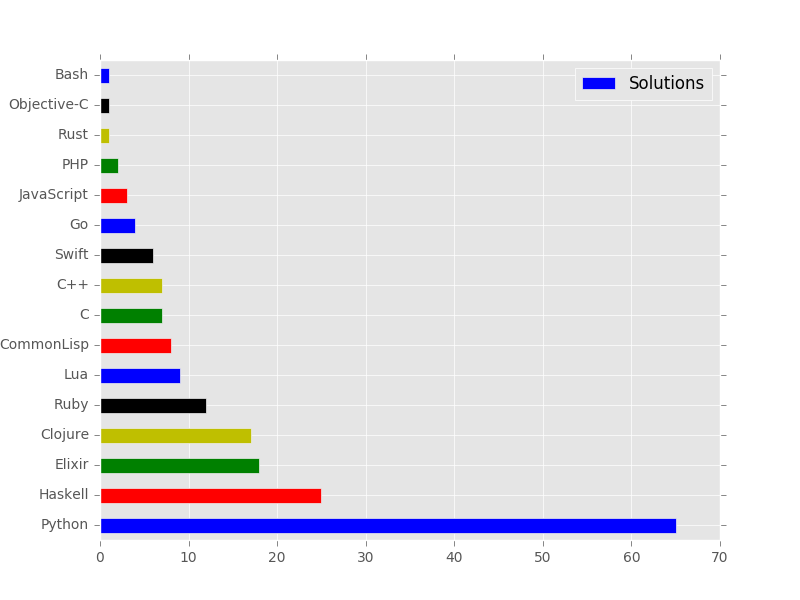 Bash
Solutions
Objective-C
Rust
PHP
JavaScript
Go
Swift
C++
C
CommonLisp
Lua
Ruby
Clojure
Elixir
Haskell
Python
0 10 20 30 40 50 60 70